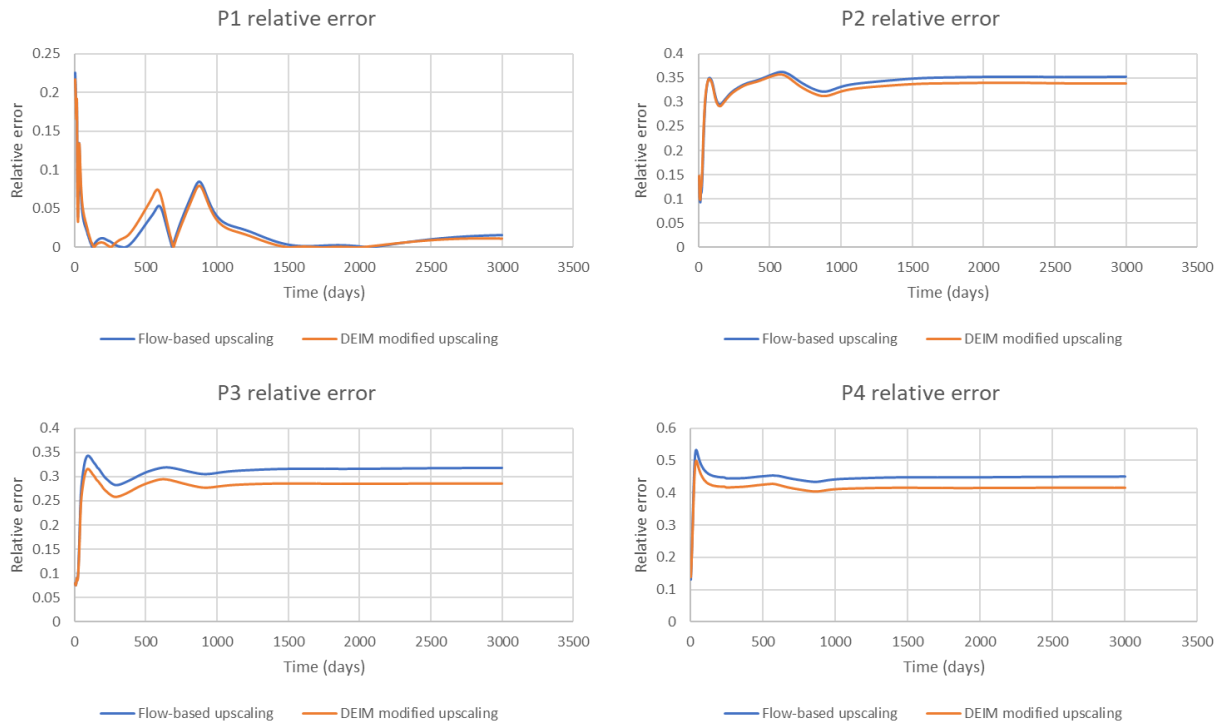 P1 relative error
0.25
0.2
0.15
0.1
0.05
0
Relative error
0 500 1000 1500 2000 2500 3000 3500
Time (days)
Flow-based upscaling DEIM modified upscaling
P2 relative error
0.4
0.35
0.3
0.25
0.2
0.15
0.1
0.05
0
Relative error
0 500 1000 1500 2000 2500 3000 3500
Time (days)
Flow-based upscaling DEIM modified upscaling
P3 relative error
0.4
0.35
0.3
0.25
0.2
0.15
0.1
0.05
0
Relative error
0 500 1000 1500 2000 2500 3000 3500
Time (days)
Flow-based upscaling DEIM modified upscaling
P4 relative error
0.6
0.5
0.4
0.3
0.2
0.1
0
Relative error
0 500 1000 1500 2000 2500 3000 3500
Time (days)
Flow-based upscaling DEIM modified upscaling